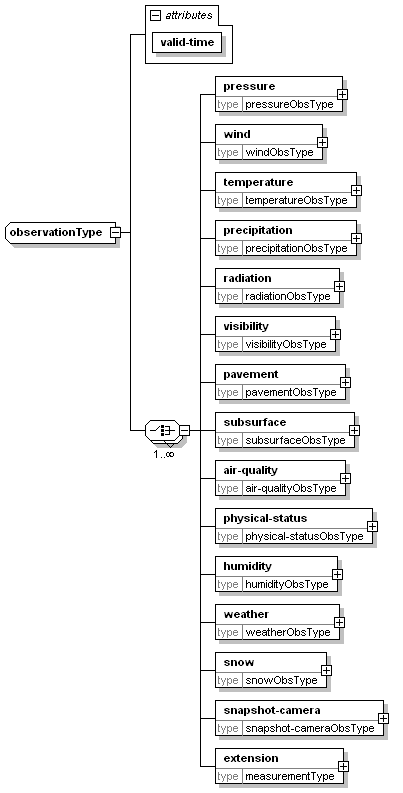 attributes
valid-time
pressure
type pressureObsType
wind
type windObsType
temperature
type temperatureObsType
precipitation
type precipitationObsType
observationType
radiation
type radiationObsType
visibility
type visibilityObsType
pavement
type pavementObsType
subsurface
type subsurfaceObsType
1..∞
air-quality
type air-qualityObsType
physical-status
type physical-statusObsType
humidity
type humidityObsType
weather
type weatherObsType
snow
type snowObsType
snapshot-camera
type snapshot-cameraObsType
extension
type measurementType